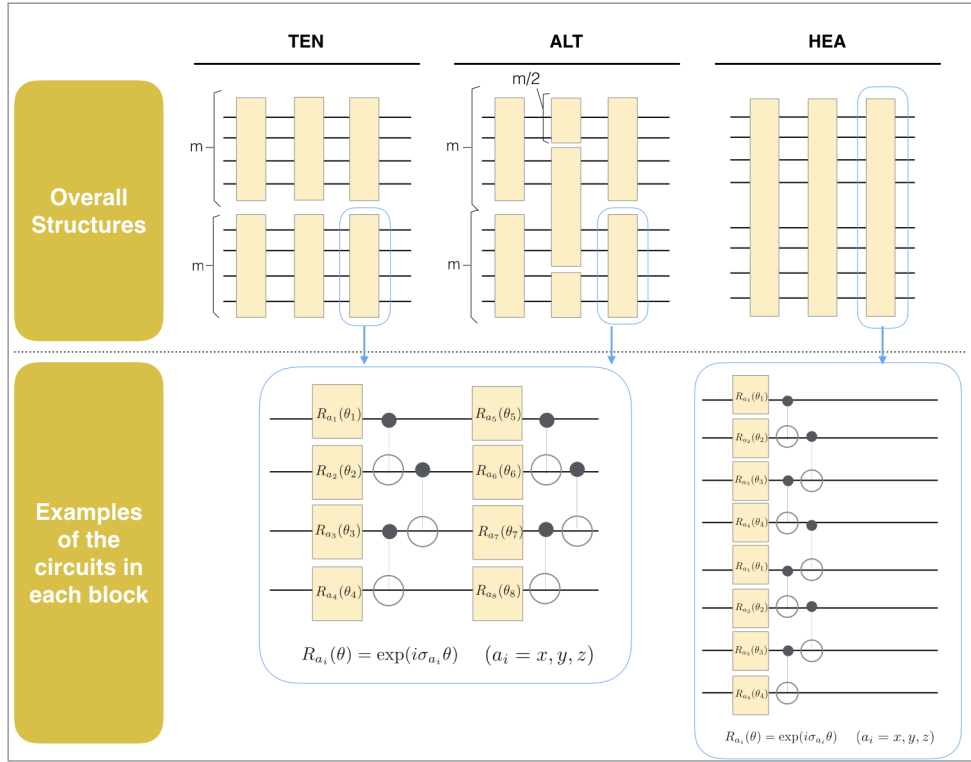 TEN
ALT
HEA
Overall
Structures
m
m
m/2
m
m
Examples
of the
circuits in
each block
R_{a_1}(θ_1)
R_{a_5}(θ_5)
R_{a_2}(θ_2)
R_{a_6}(θ_6)
R_{a_3}(θ_3)
R_{a_7}(θ_7)
R_{a_4}(θ_4)
R_{a_8}(θ_8)
R_{a_i}(θ) = exp(iσ_{a_i}θ) (a_i = x, y, z)
R_{a_1}(θ_1)
R_{a_2}(θ_2)
R_{a_3}(θ_3)
R_{a_4}(θ_4)
R_{a_1}(θ_1)
R_{a_2}(θ_2)
R_{a_3}(θ_3)
R_{a_4}(θ_4)
R_{a_i}(θ) = exp(iσ_{a_i}θ) (a_i = x, y, z)